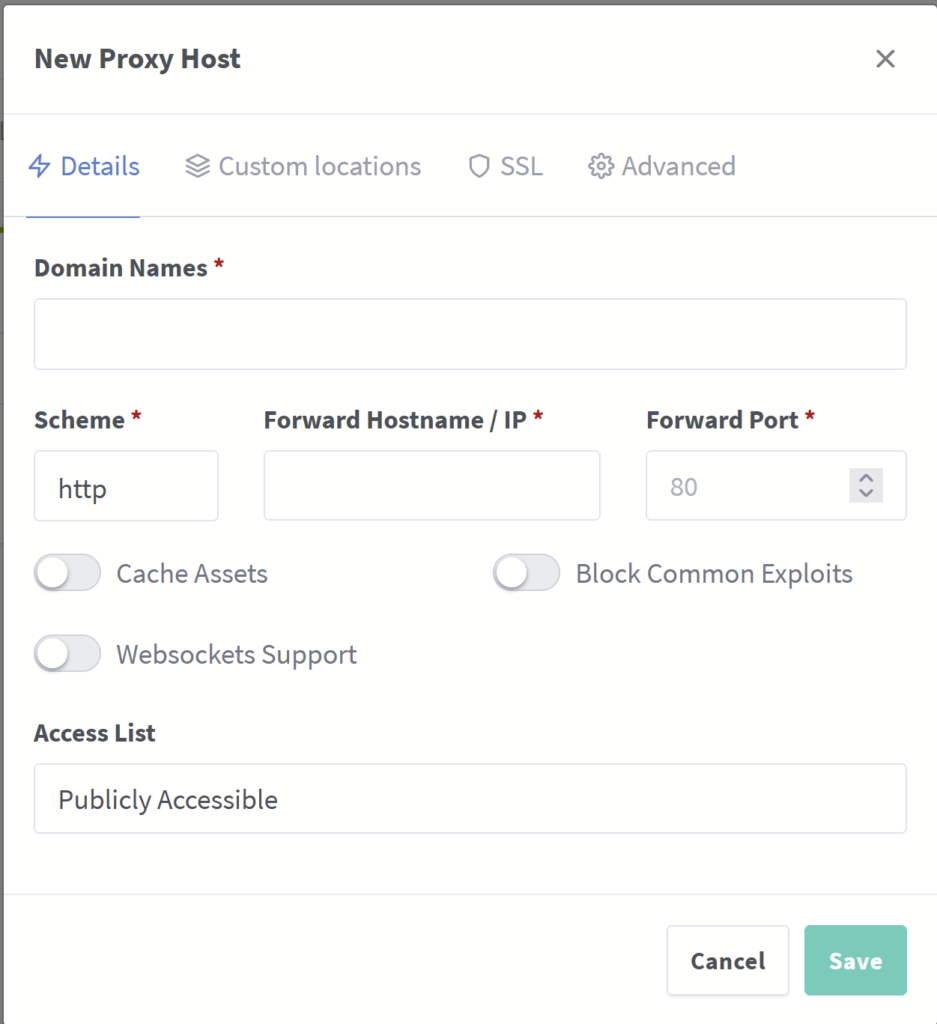 New Proxy Host
Details Custom locations SSL Advanced
Domain Names *
Scheme * Forward Hostname / IP * Forward Port *
http 80
Cache Assets Block Common Exploits
Websockets Support
Access List
Publicly Accessible
Cancel Save